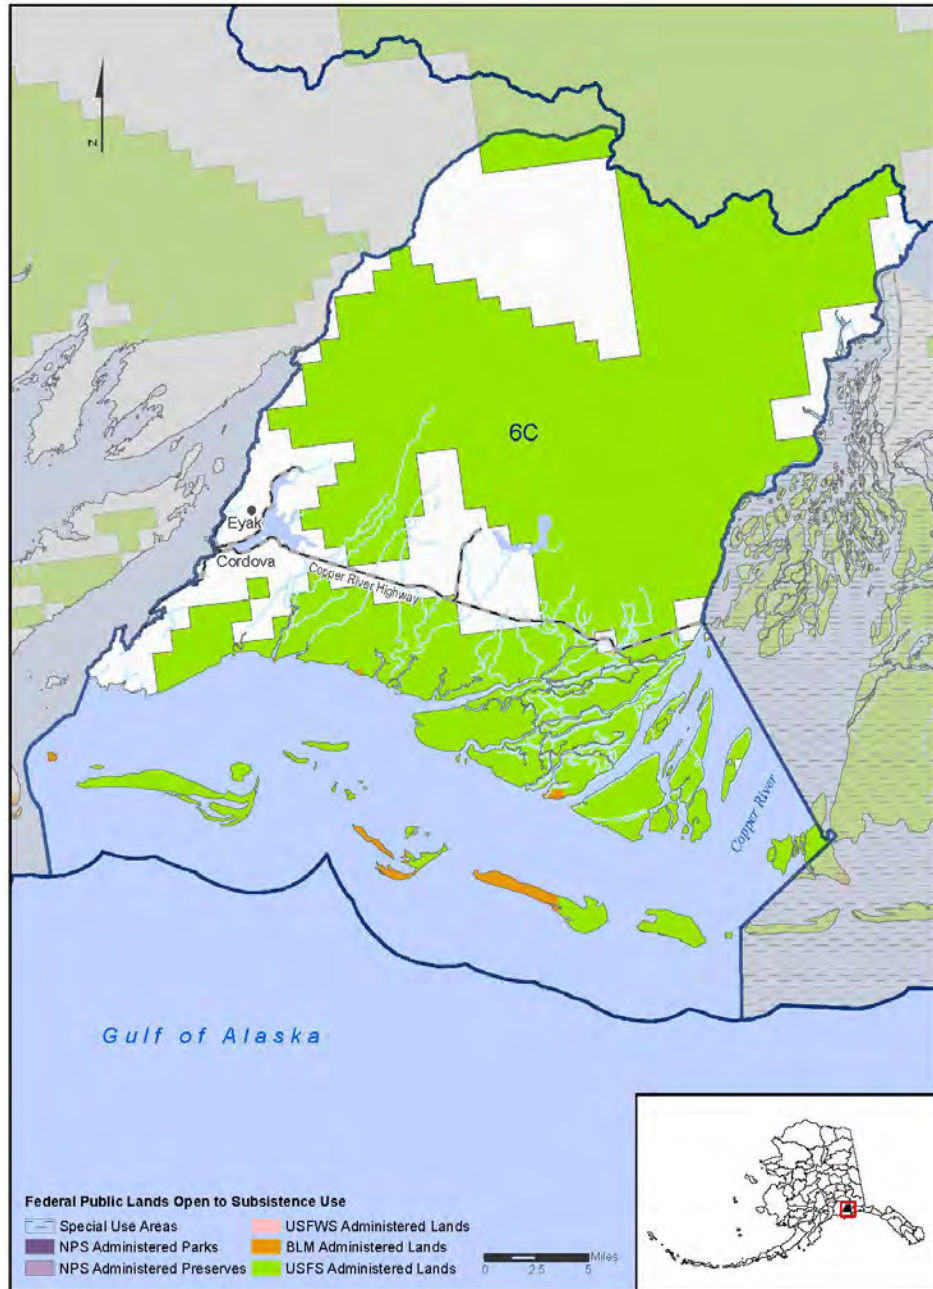 N
6C
Eyak
Cordova
Copper River Highway
Copper River
Gulf of Alaska
Federal Public Lands Open to Subsistence Use
Special Use Areas
NPS Administered Parks
NPS Administered Preserves
USFWS Administered Lands
BLM Administered Lands
USFS Administered Lands
Miles
0 2.5 5